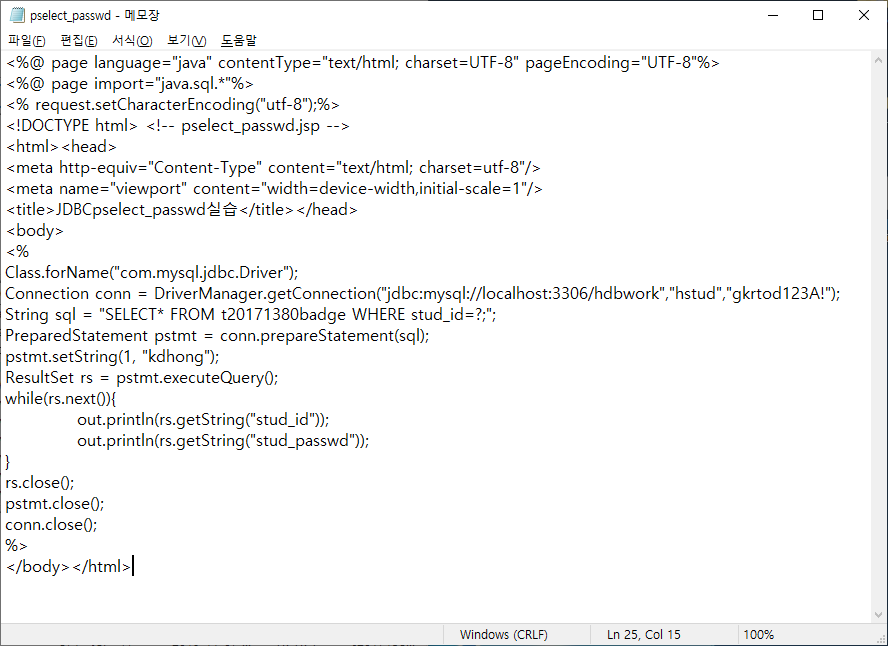 pselect_passwd - 메모장
파일(F) 편집(E) 서식(O) 보기(V) 도움말
<%@ page language="java" contentType="text/html; charset=UTF-8" pageEncoding="UTF-8"%>
<%@ page import="java.sql.*"%>
<% request.setCharacterEncoding("utf-8");%>
<!DOCTYPE html> <!-- pselect_passwd.jsp -->
<html><head>
<meta http-equiv="Content-Type" content="text/html; charset=utf-8"/>
<meta name="viewport" content="width=device-width,initial-scale=1"/>
<title>JDBCpselect_passwd실습</title></head>
<body>
<%
Class.forName("com.mysql.jdbc.Driver");
Connection conn = DriverManager.getConnection("jdbc:mysql://localhost:3306/hdbwork","hstud","gkrtod123A!");
String sql = "SELECT* FROM t20171380badge WHERE stud_id=?;";
PreparedStatement pstmt = conn.prepareStatement(sql);
pstmt.setString(1, "kdhong");
ResultSet rs = pstmt.executeQuery();
while(rs.next()){
out.println(rs.getString("stud_id"));
out.println(rs.getString("stud_passwd"));
}
rs.close();
pstmt.close();
conn.close();
%>
</body></html>
Windows (CRLF) Ln 25, Col 15 100%